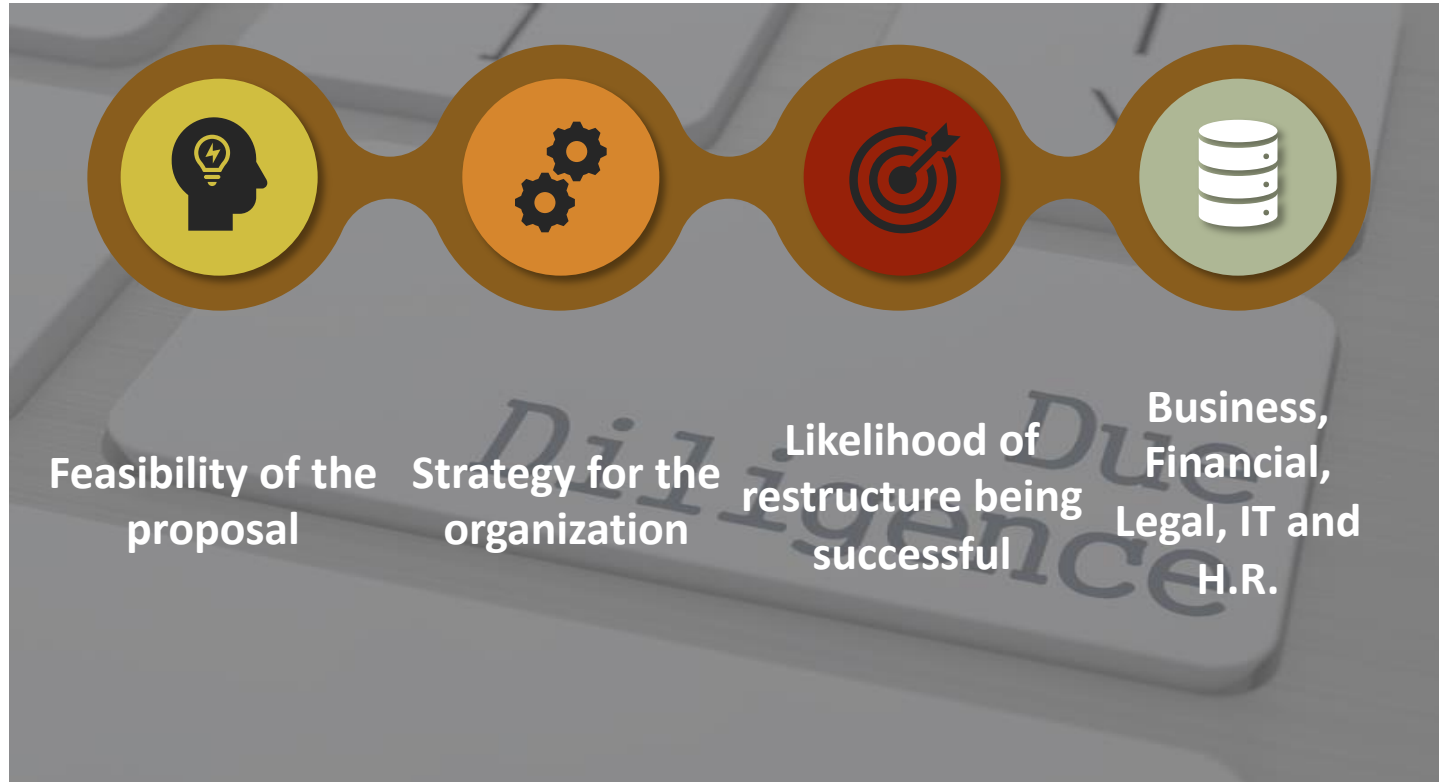 Feasibility of the
proposal
Strategy for the
organization
Likelihood of
restructure being
successful
Business,
Financial,
Legal, IT and
H.R.
Due
Diligence